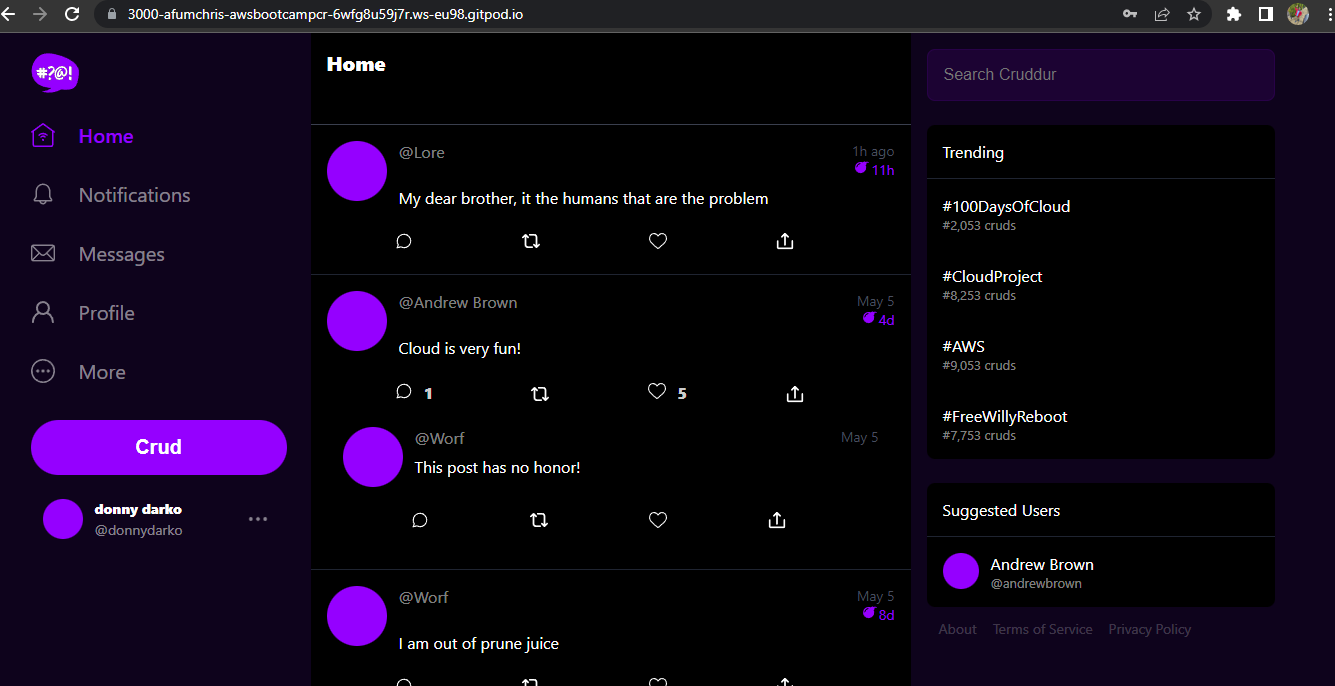 3000-afumchris-awsbootcampcr-6wfg8u59j7r.ws-eu98.gitpod.io
#?@!
Home
Notifications
Messages
Profile
More
Crud
donny darko
@donnydarko
Home
@Lore
1h ago
11h
My dear brother, it the humans that are the problem
@Andrew Brown
May 5
4d
Cloud is very fun!
1 5
@Worf
May 5
This post has no honor!
@Worf
May 5
8d
I am out of prune juice
Search Cruddur
Trending
#100DaysOfCloud
#2,053 cruds
#CloudProject
#8,253 cruds
#AWS
#9,053 cruds
#FreeWillyReboot
#7,753 cruds
Suggested Users
Andrew Brown
@andrewbrown
About Terms of Service Privacy Policy